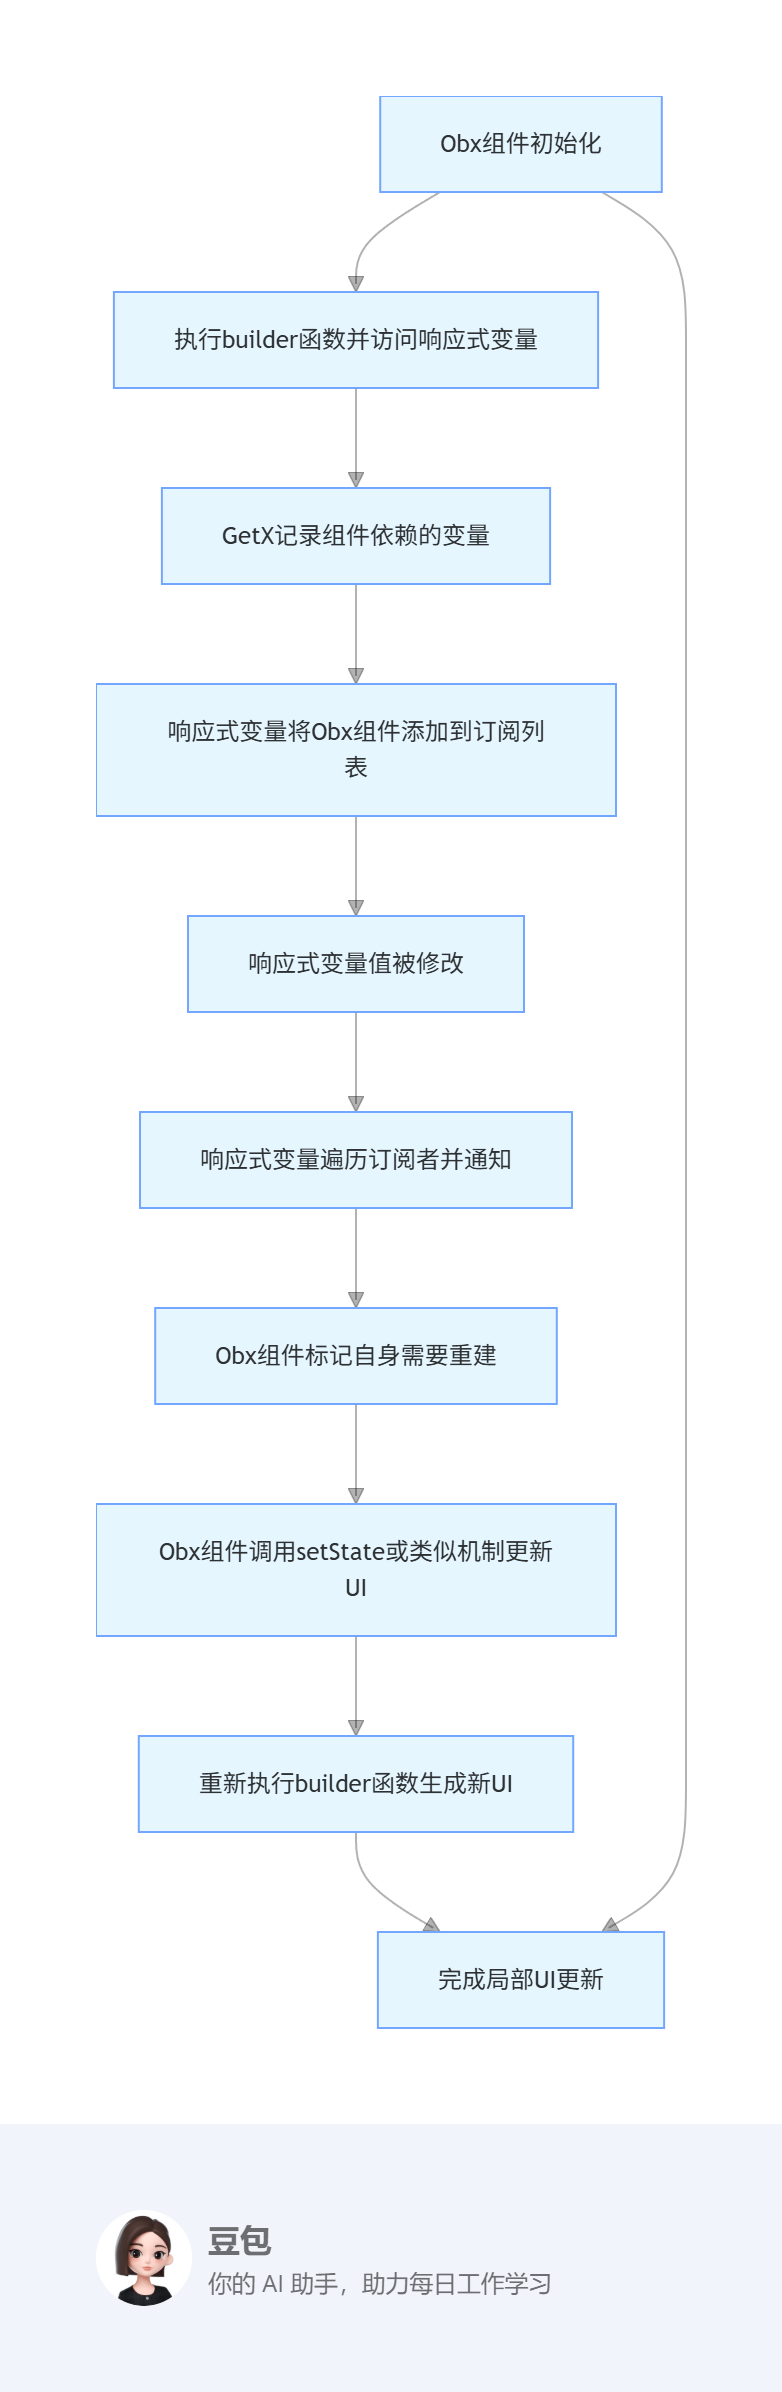 Obx组件初始化
执行builder函数并访问响应式变量
GetX记录组件依赖的变量
响应式变量将Obx组件添加到订阅列
表
响应式变量值被修改
响应式变量遍历订阅者并通知
Obx组件标记自身需要重建
Obx组件调用setState或类似机制更新
UI
重新执行builder函数生成新UI
完成局部UI更新
豆包
你的 AI 助手，助力每日工作学习